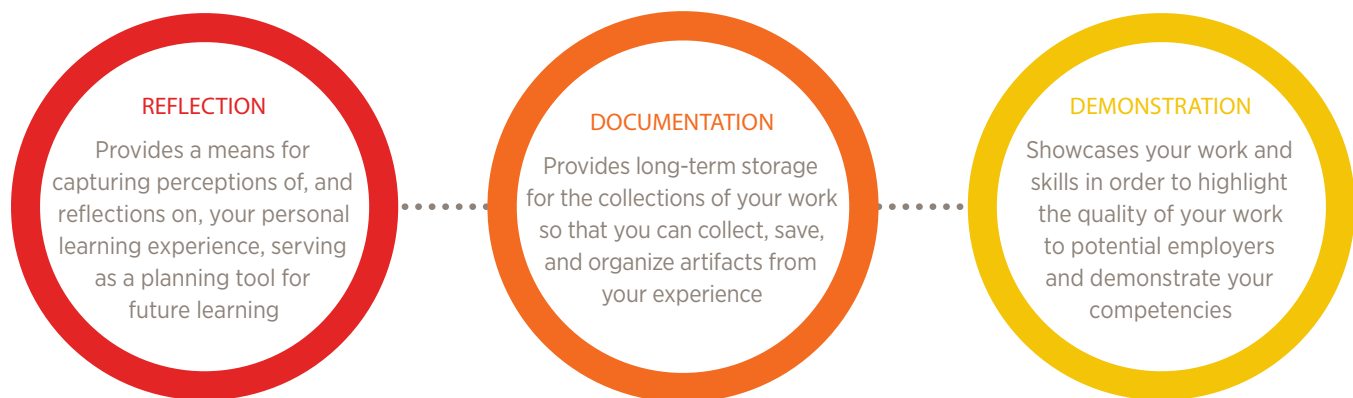 REFLECTION
Provides a means for
capturing perceptions of, and
reflections on, your personal
learning experience, serving
as a planning tool for
future learning
DOCUMENTATION
Provides long-term storage
for the collections of your work
so that you can collect, save,
and organize artifacts from
your experience
DEMONSTRATION
Showcases your work and
skills in order to highlight
the quality of your work
to potential employers
and demonstrate your
competencies